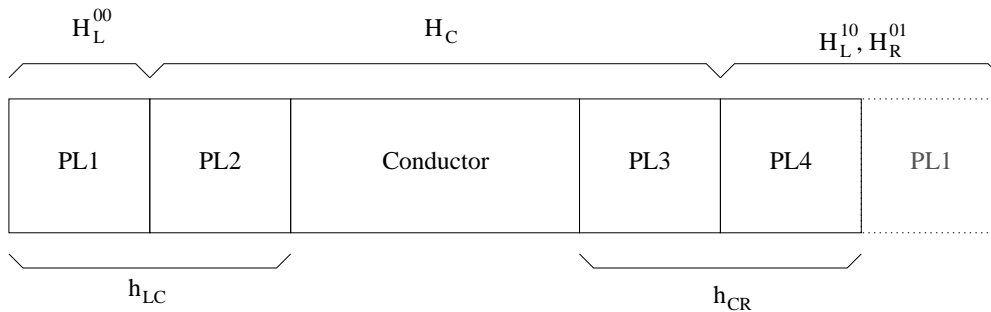 H_L^00 H_C H_L^10, H_R^01
PL1 PL2 Conductor PL3 PL4 PL1
h_LC h_CR